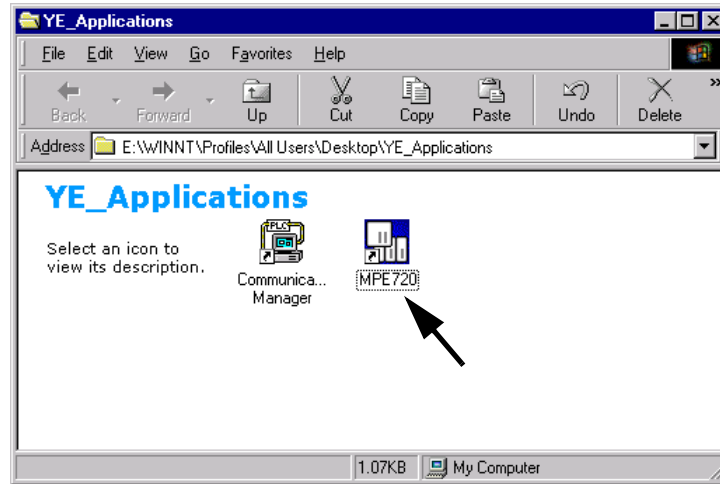 YE_Applications
File Edit View Go Favorites Help
Back Forward Up Cut Copy Paste Undo Delete »
Address E:\WINNT\Profiles\All Users\Desktop\YE_Applications
YE_Applications
Select an icon to
view its description.
PLC
Communica...
Manager
MPE720
1.07KB My Computer